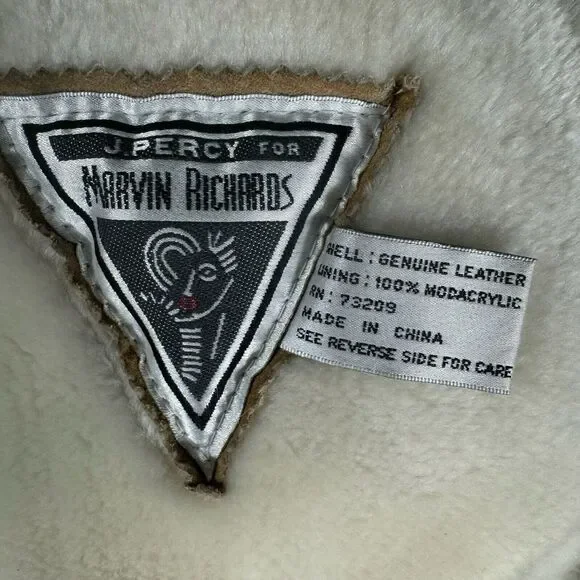 J.PERCY FOR
MARVIN RICHARDS
HELL : GENUINE LEATHER
INING : 100% MODACRYLIC
RN : 73209
MADE IN CHINA
SEE REVERSE SIDE FOR CARE